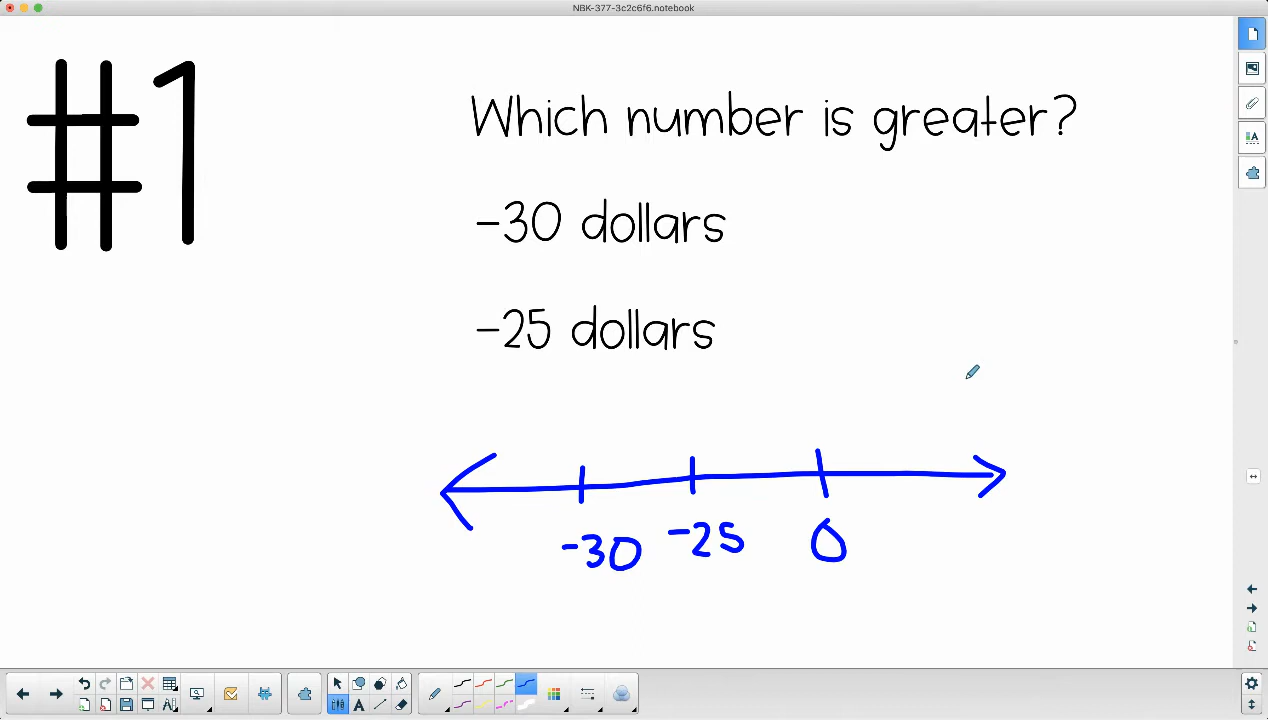 NBK-377-3c2c6f6.notebook
#1
Which number is greater?
-30 dollars
-25 dollars
-30 -25 0